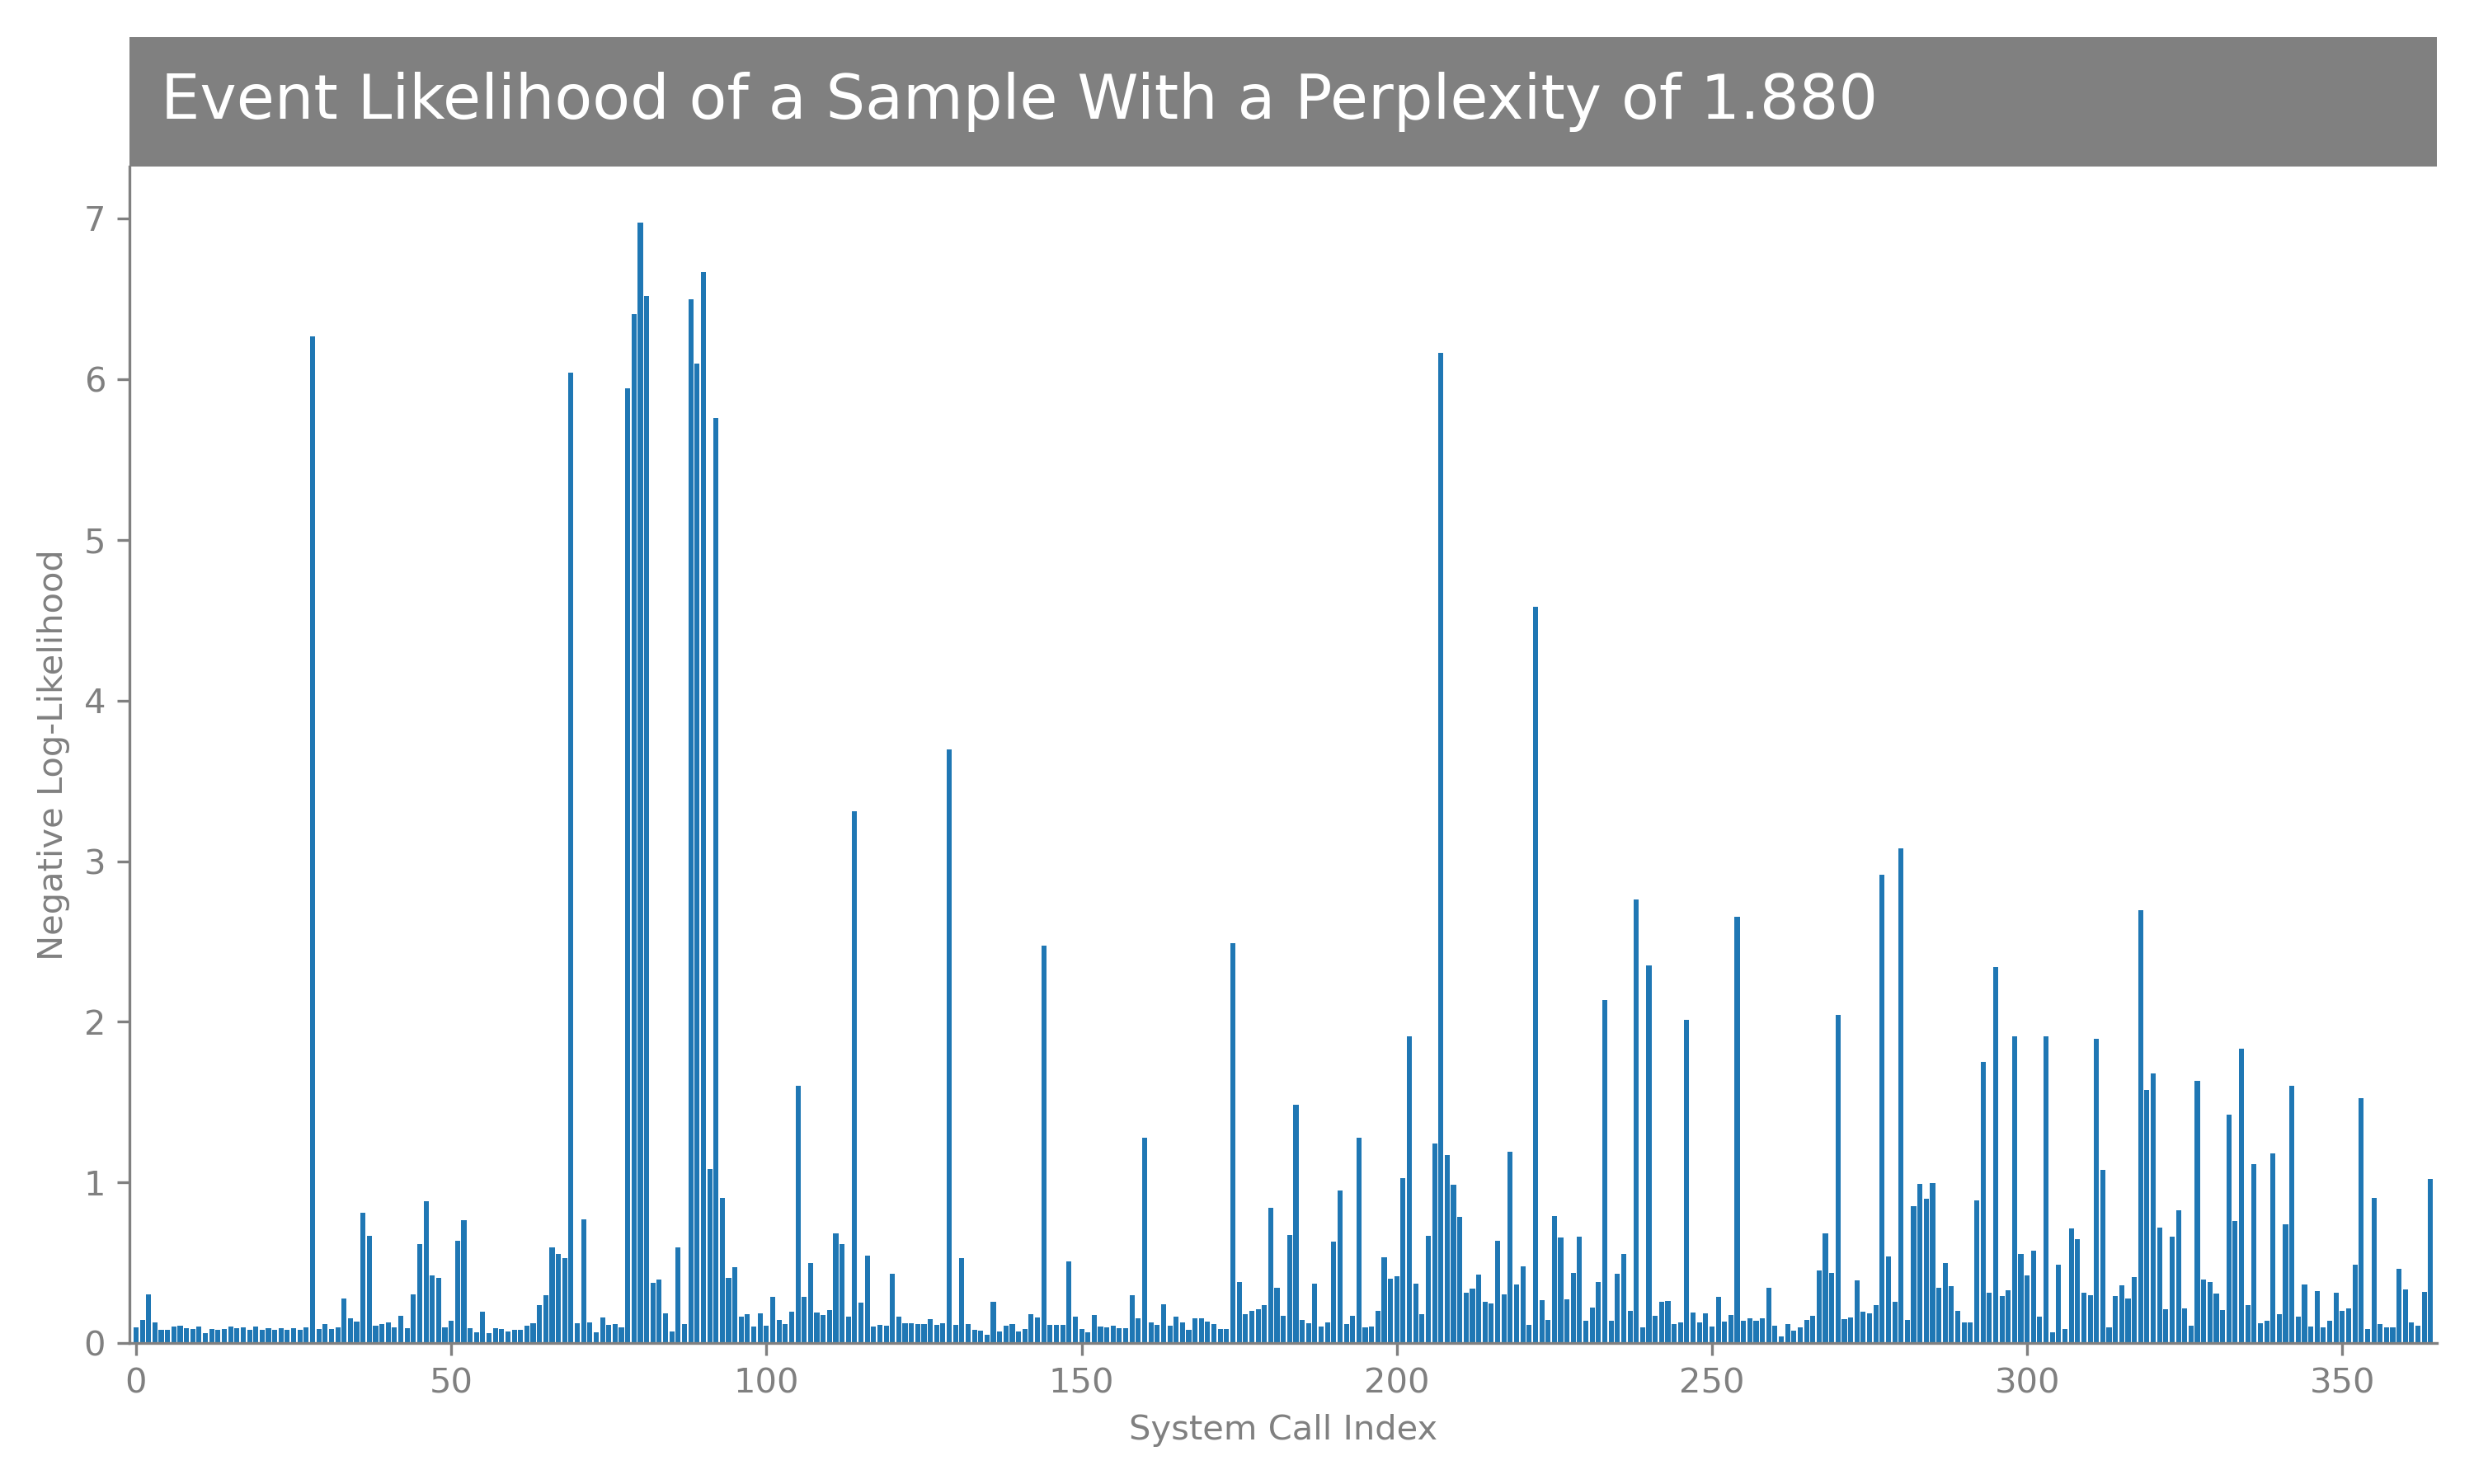 Event Likelihood of a Sample With a Perplexity of 1.880
7
6
5
4
3
2
1
0
Negative Log-Likelihood
0 50 100 150 200 250 300 350
System Call Index